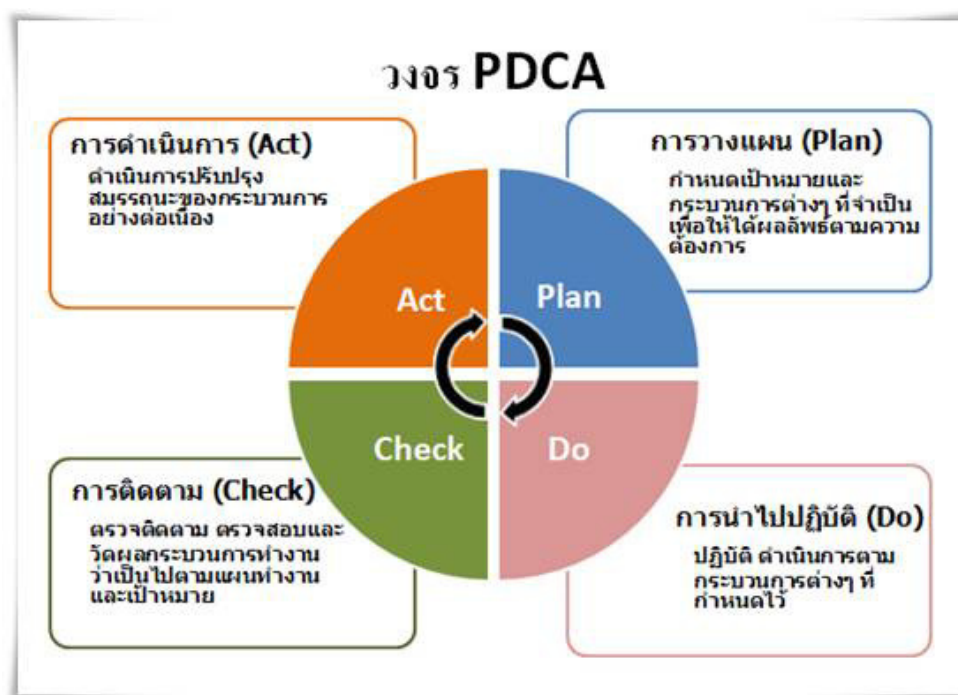 วงจร PDCA
การดำเนินการ (Act)
ดำเนินการปรับปรุง
สมรรถนะของกระบวนการ
อย่างต่อเนื่อง
การวางแผน (Plan)
กำหนดเป้าหมายและ
กระบวนการต่างๆ ที่จำเป็น
เพื่อให้ได้ผลลัพธ์ตามความ
ต้องการ
Act
Plan
Check
Do
การติดตาม (Check)
ตรวจติดตาม ตรวจสอบและ
วัดผลกระบวนการทำงาน
ว่าเป็นไปตามแผนทำงาน
และเป้าหมาย
การนำไปปฏิบัติ (Do)
ปฏิบัติ ดำเนินการตาม
กระบวนการต่างๆ ที่
กำหนดไว้